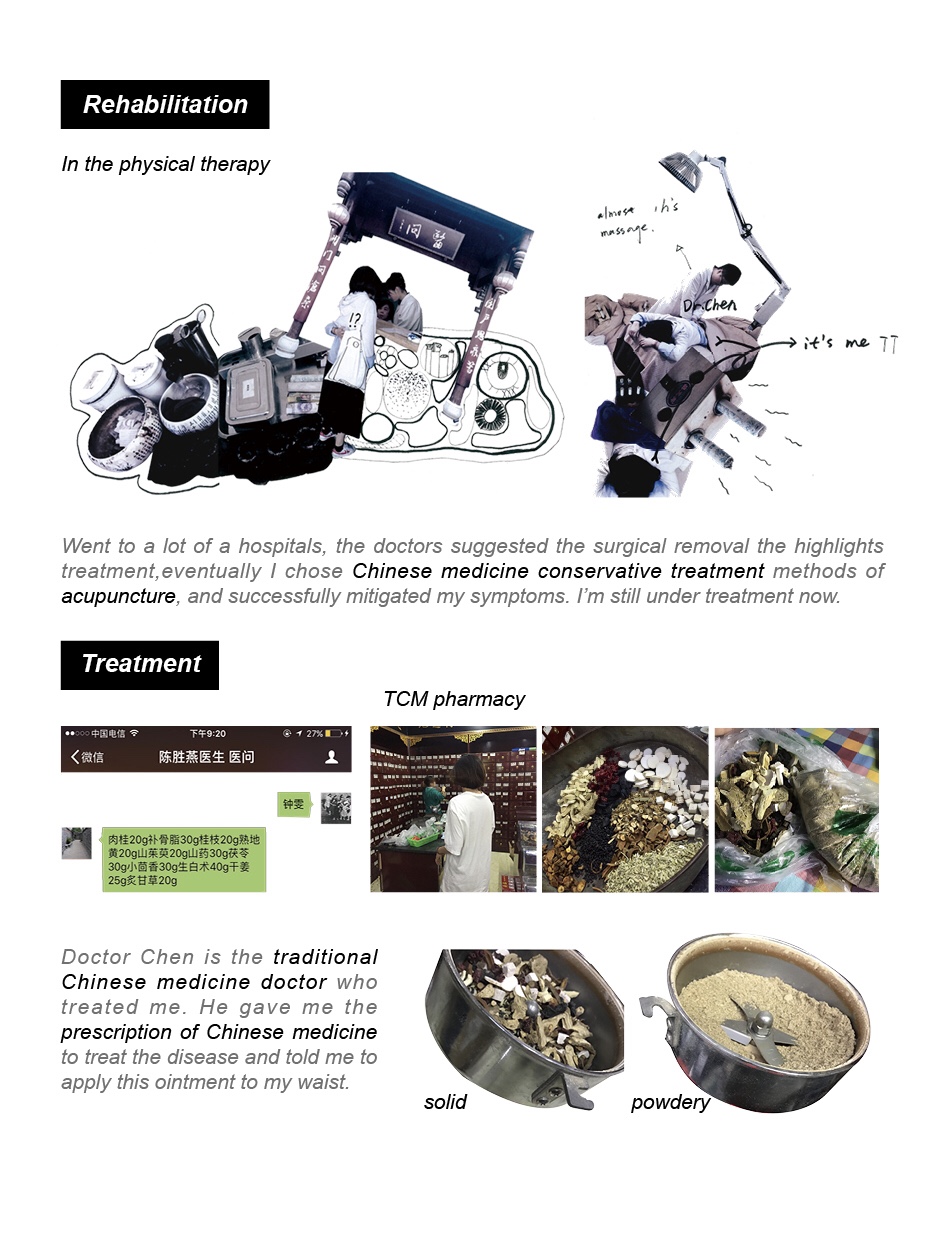 Rehabilitation
In the physical therapy
醫問
almost it's
massage.
Dr.Chen
!?
it's me TT
Went to a lot of a hospitals, the doctors suggested the surgical removal the highlights
treatment,eventually I chose Chinese medicine conservative treatment methods of
acupuncture, and successfully mitigated my symptoms. I'm still under treatment now.
Treatment
TCM pharmacy
中国电信 下午9:20 27%
微信 陈胜燕医生 医问
钟雯
肉桂20g补骨脂30g桂枝20g熟地
黄20g山茱萸20g山药30g茯苓
30g小茴香30g生白术40g干姜
25g炙甘草20g
Doctor Chen is the traditional
Chinese medicine doctor who
treated me. He gave me the
prescription of Chinese medicine
to treat the disease and told me to
apply this ointment to my waist.
solid
powdery